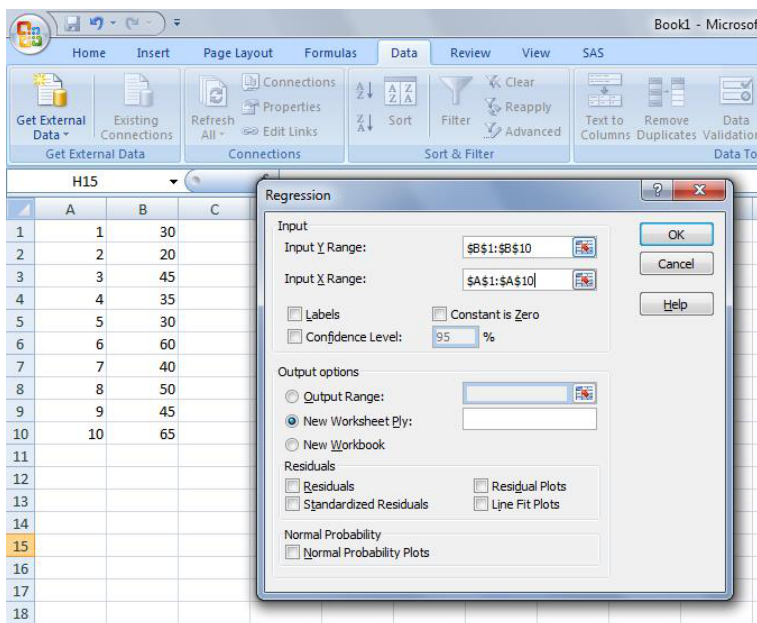 Book1 - Microsof
Home Insert Page Layout Formulas Data Review View SAS
Get External Data
Existing Connections
Refresh All
Connections
Properties
Edit Links
Sort
Filter
Clear
Reapply
Advanced
Text to Columns
Remove Duplicates
Data Validation
Get External Data Connections Sort & Filter Data To
H15
A B C
1 1 30
2 2 20
3 3 45
4 4 35
5 5 30
6 6 60
7 7 40
8 8 50
9 9 45
10 10 65
11
12
13
14
15
16
17
18
Regression
Input
Input Y Range: $B$1:$B$10
Input X Range: $A$1:$A$10
Labels Constant is Zero
Confidence Level: 95 %
OK
Cancel
Help
Output options
Output Range:
New Worksheet Ply:
New Workbook
Residuals
Residuals Residual Plots
Standardized Residuals Line Fit Plots
Normal Probability
Normal Probability Plots